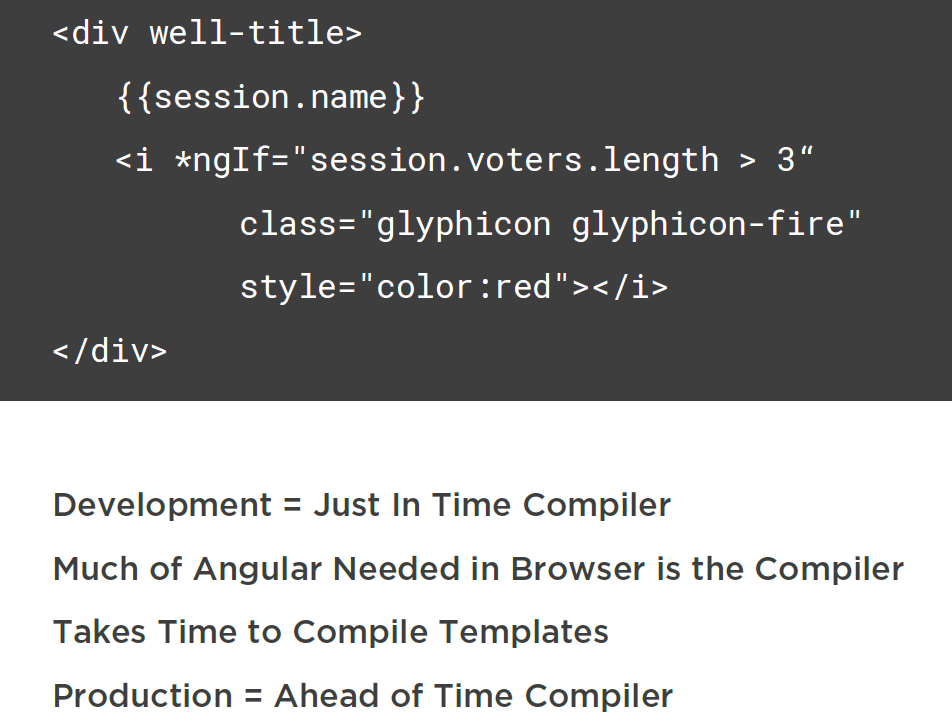 <div well-title>
{{session.name}}
<i *ngIf="session.voters.length > 3“
class="glyphicon glyphicon-fire"
style="color:red"></i>
</div>
Development = Just In Time Compiler
Much of Angular Needed in Browser is the Compiler
Takes Time to Compile Templates
Production = Ahead of Time Compiler